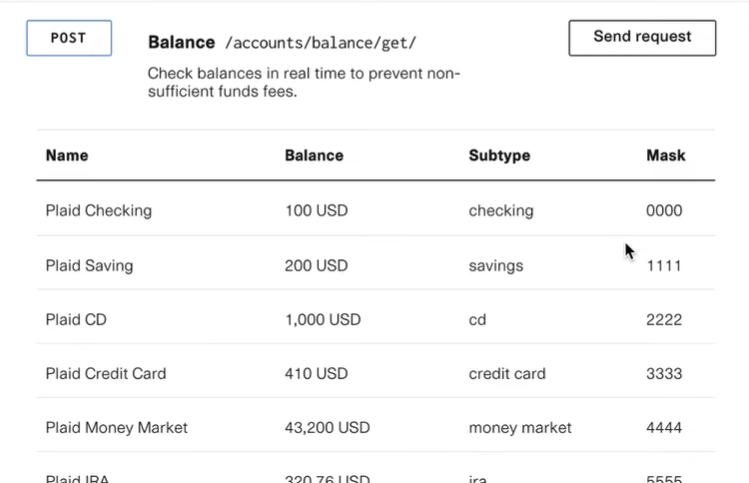 POST
Balance /accounts/balance/get/
Send request
Check balances in real time to prevent non-
sufficient funds fees.
Name Balance Subtype Mask
Plaid Checking 100 USD checking 0000
Plaid Saving 200 USD savings 1111
Plaid CD 1,000 USD cd 2222
Plaid Credit Card 410 USD credit card 3333
Plaid Money Market 43,200 USD money market 4444
Plaid IRA 320.76 USD ira 5555